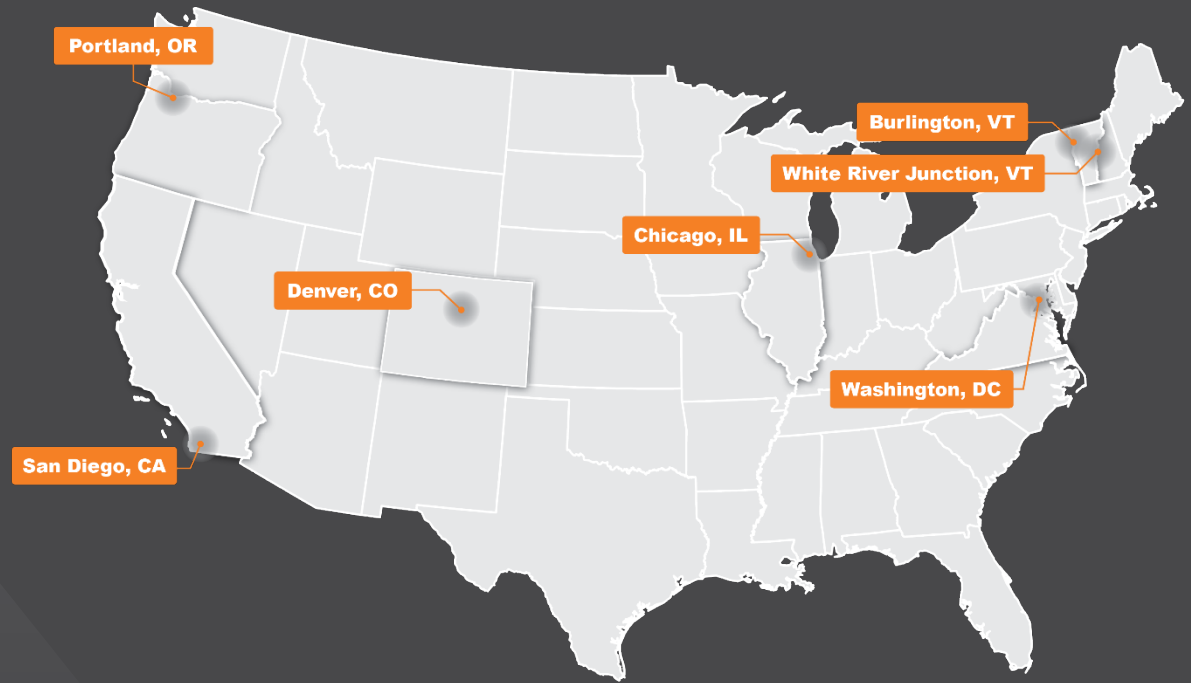 Portland, OR
Burlington, VT
White River Junction, VT
Chicago, IL
Denver, CO
Washington, DC
San Diego, CA